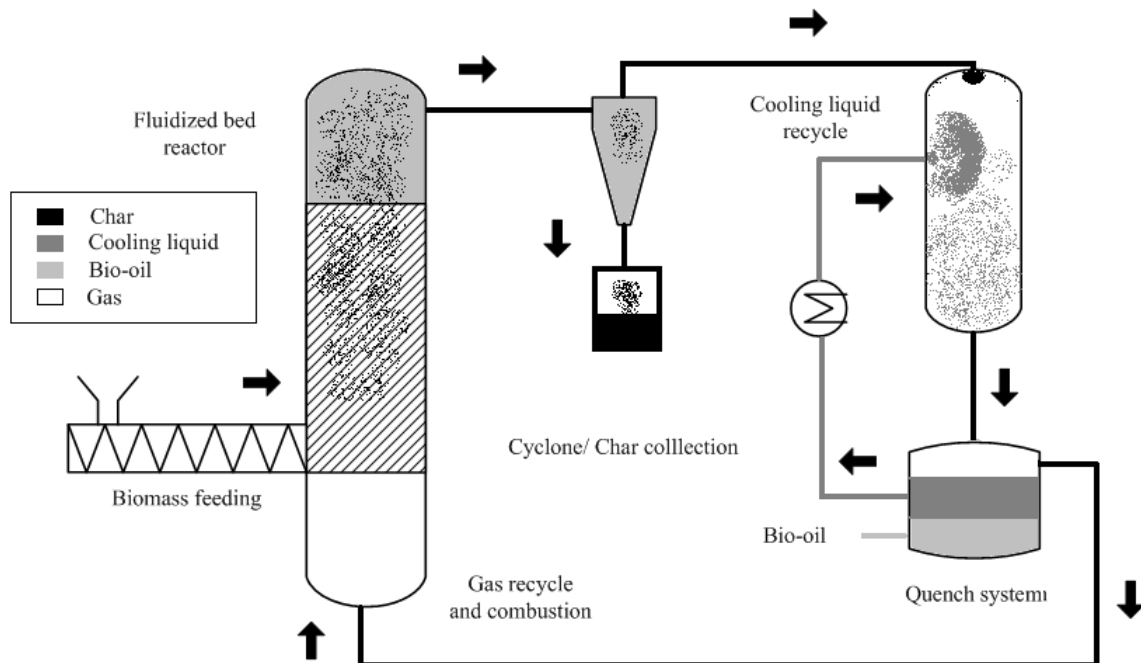 Fluidized bed
reactor
Cooling liquid
recycle
Char
Cooling liquid
Bio-oil
Gas
Cyclone/ Char colllection
Biomass feeding
Bio-oil
Gas recycle
and combustion
Quench system